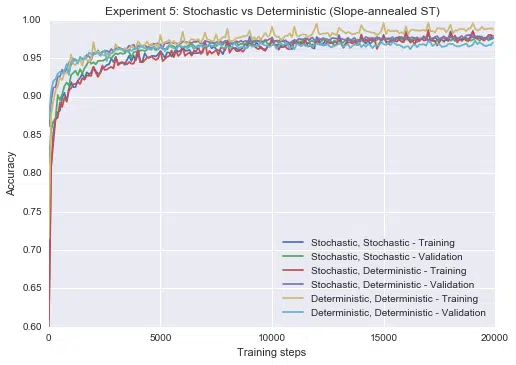 Experiment 5: Stochastic vs Deterministic (Slope-annealed ST)
1.00
0.95
0.90
0.85
0.80
0.75
0.70
0.65
0.60
Accuracy
Stochastic, Stochastic - Training
Stochastic, Stochastic - Validation
Stochastic, Deterministic - Training
Stochastic, Deterministic - Validation
Deterministic, Deterministic - Training
Deterministic, Deterministic - Validation
0 5000 10000 15000 20000
Training steps